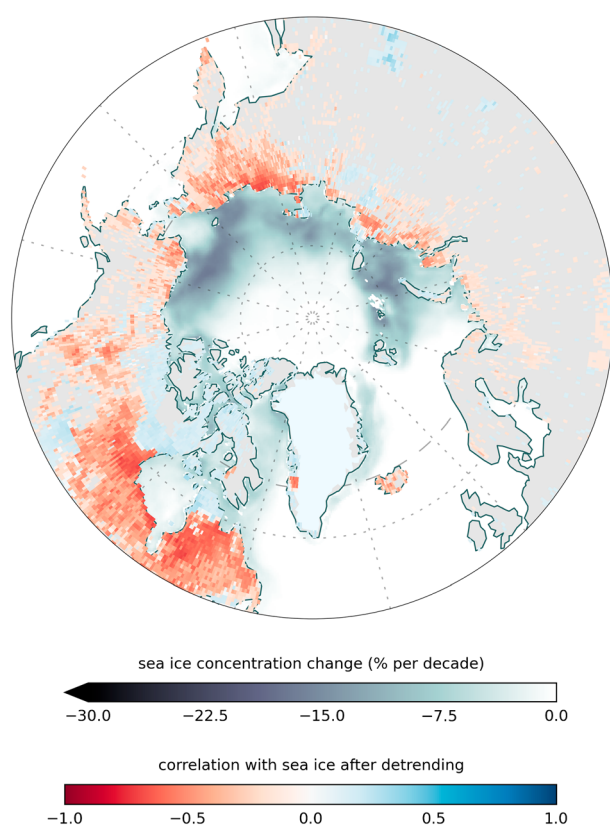 sea ice concentration change (% per decade)
−30.0 −22.5 −15.0 −7.5 0.0
correlation with sea ice after detrending
−1.0 −0.5 0.0 0.5 1.0